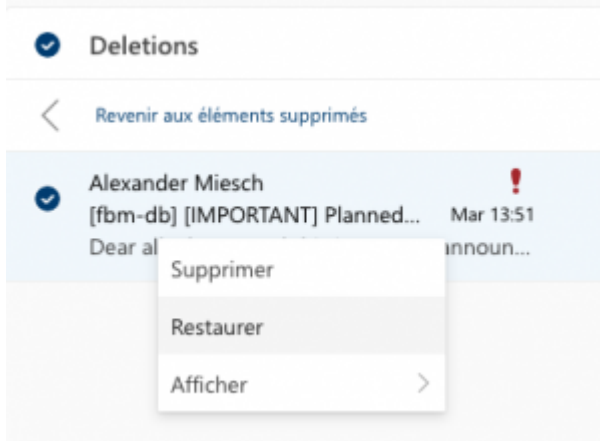 Deletions
Revenir aux éléments supprimés
Alexander Miesch
[fbm-db] [IMPORTANT] Planned... Mar 13:51
Dear al
Supprimer
Restaurer
Afficher